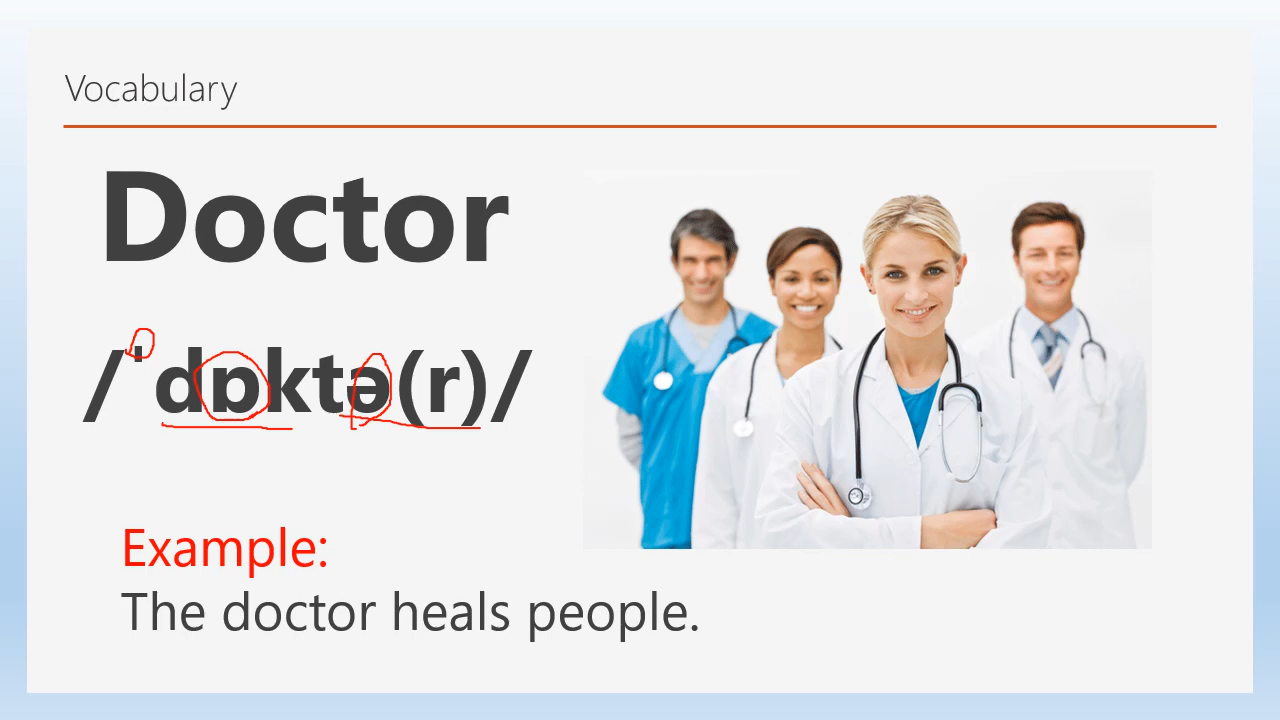 Vocabulary
Doctor
/ˈdɒktə(r)/
Example:
The doctor heals people.